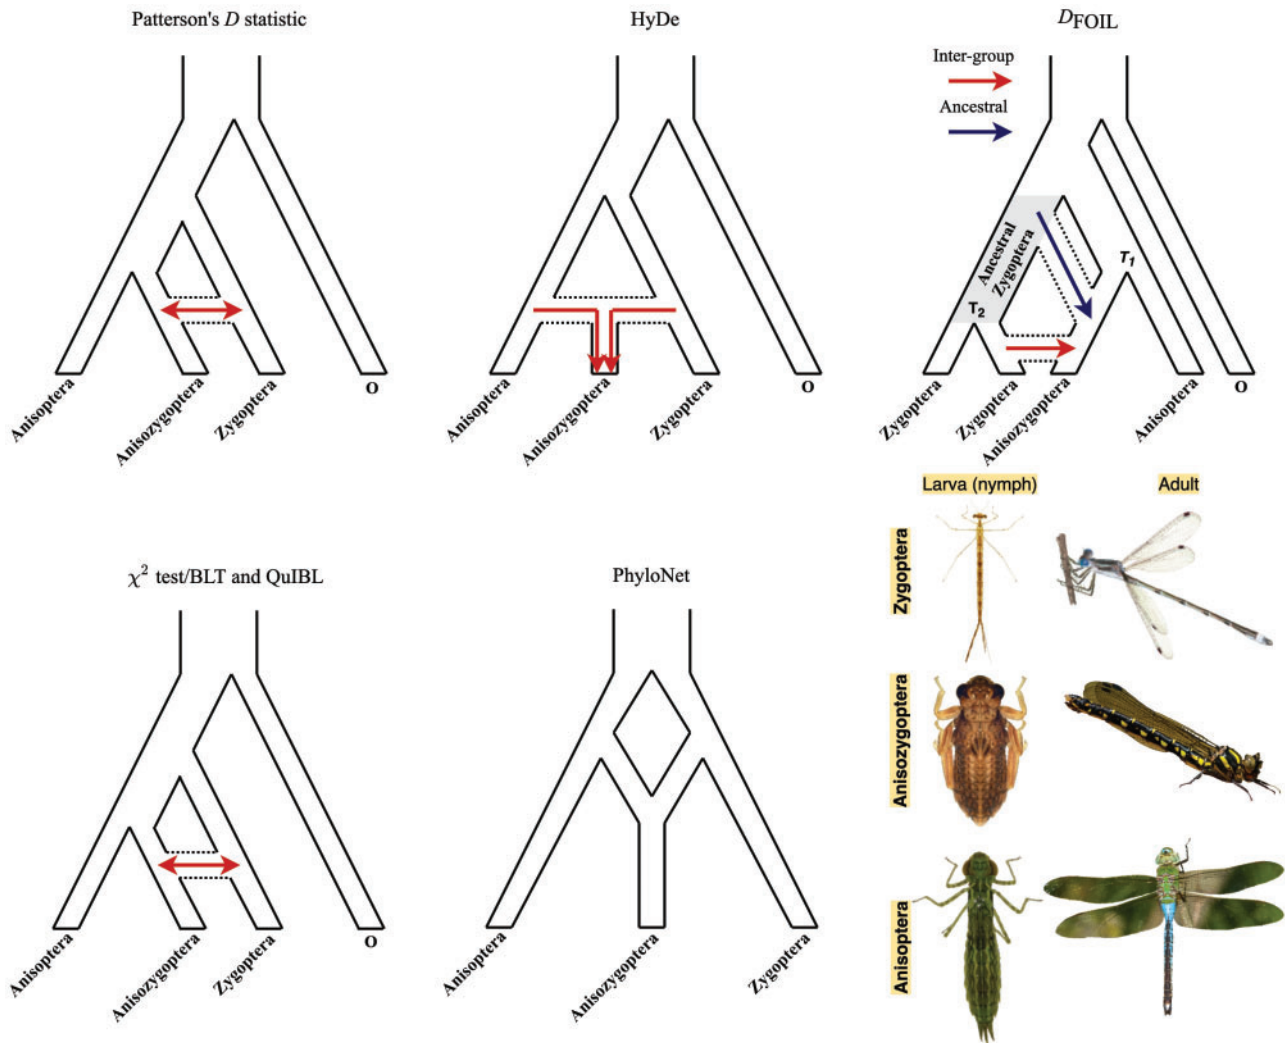 Patterson's D statistic
HyDe
DFOIL
Inter-group
Ancestral
Ancestral
Zygoptera
T1
T2
Anisoptera
Anisozygoptera
Zygoptera
O
Anisoptera
Anisozygoptera
Zygoptera
O
Zygoptera
Zygoptera
Anisozygoptera
Anisoptera
O
χ² test/BLT and QuIBL
PhyloNet
Anisoptera
Anisozygoptera
Zygoptera
O
Anisoptera
Anisozygoptera
Zygoptera
Larva (nymph)
Adult
Zygoptera
Anisozygoptera
Anisoptera